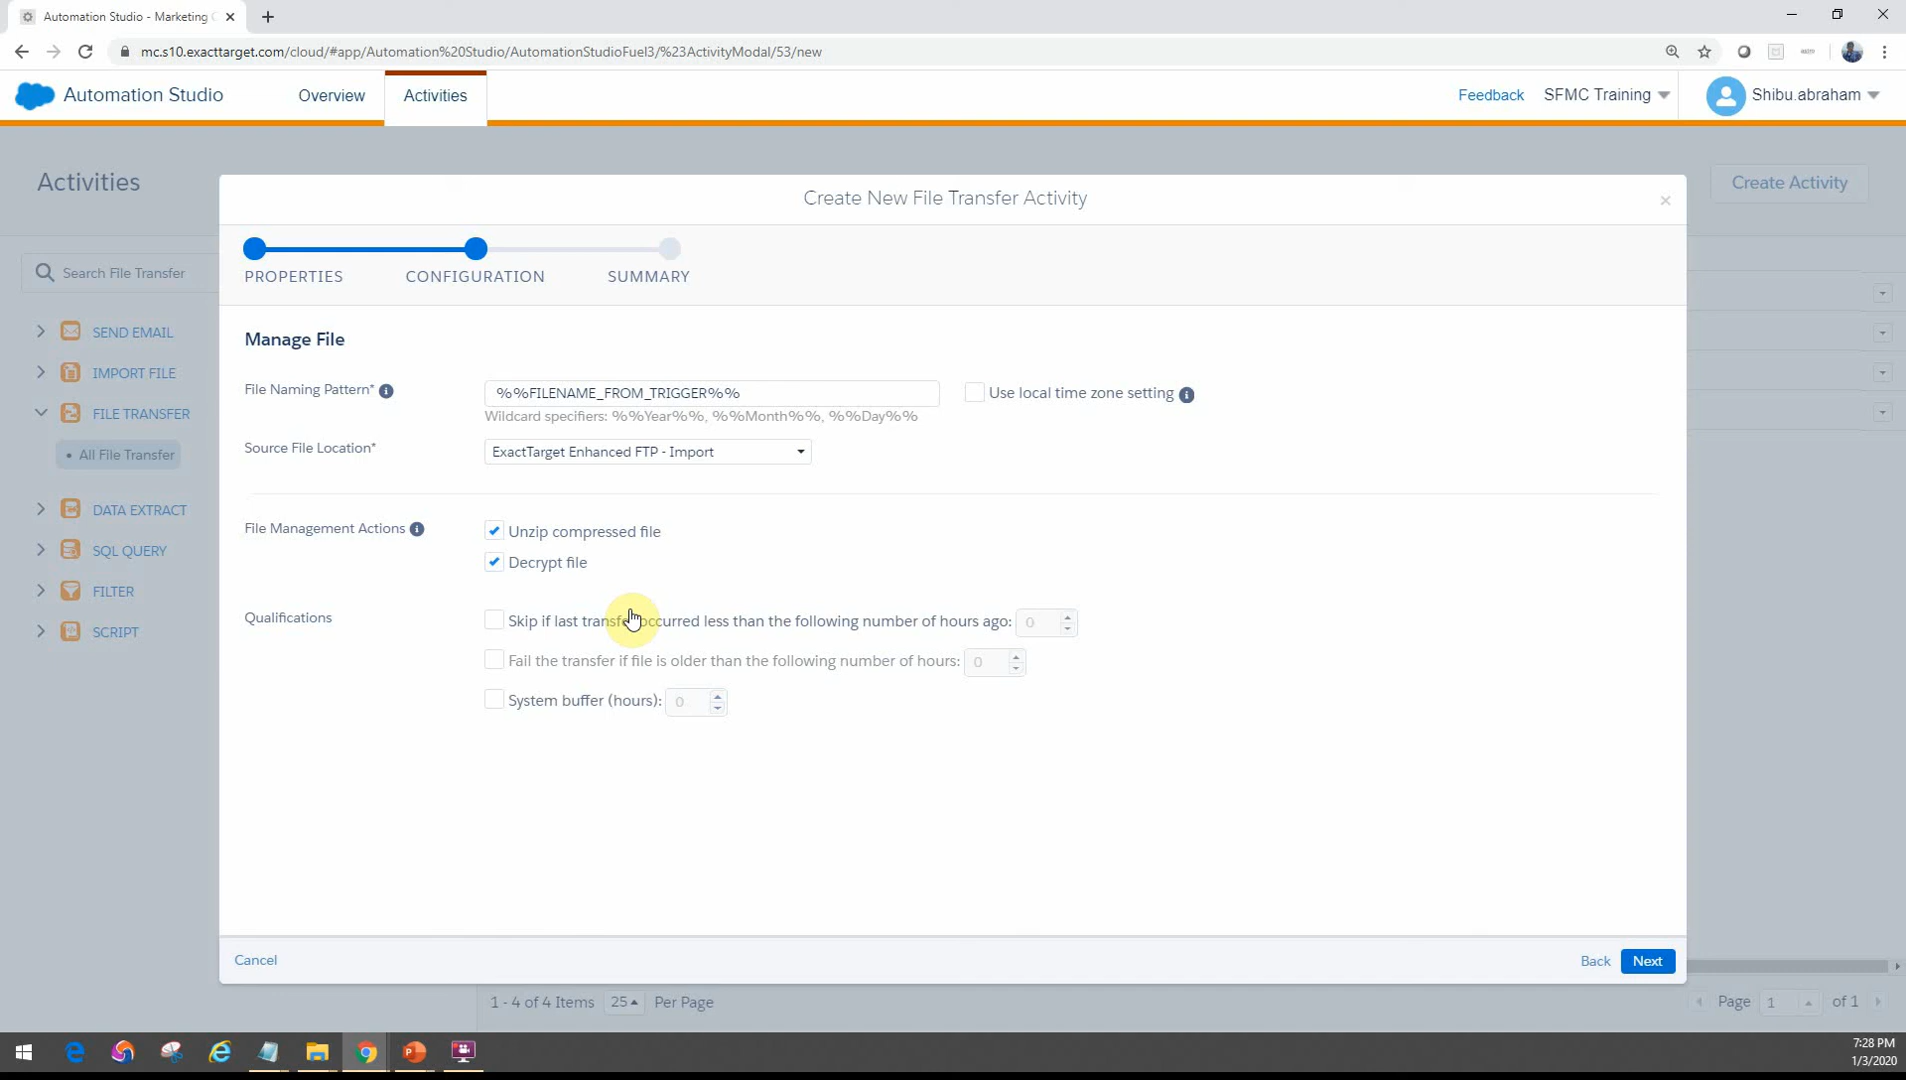 Automation Studio - Marketing C
mc.s10.exacttarget.com/cloud/#app/Automation%20Studio/AutomationStudioFuel3/%23ActivityModal/53/new
Automation Studio
Overview
Activities
Feedback
SFMC Training
Shibu.abraham
Activities
Create Activity
Create New File Transfer Activity
PROPERTIES
CONFIGURATION
SUMMARY
Search File Transfer
SEND EMAIL
IMPORT FILE
FILE TRANSFER
All File Transfer
DATA EXTRACT
SQL QUERY
FILTER
SCRIPT
Manage File
File Naming Pattern*
%%FILENAME_FROM_TRIGGER%%
Use local time zone setting
Wildcard specifiers: %%Year%%, %%Month%%, %%Day%%
Source File Location*
ExactTarget Enhanced FTP - Import
File Management Actions
Unzip compressed file
Decrypt file
Qualifications
Skip if last transfer occurred less than the following number of hours ago: 0
Fail the transfer if file is older than the following number of hours: 0
System buffer (hours): 0
Cancel
Back
Next
1 - 4 of 4 Items
25
Per Page
Page
1
of 1
7:28 PM
1/3/2020